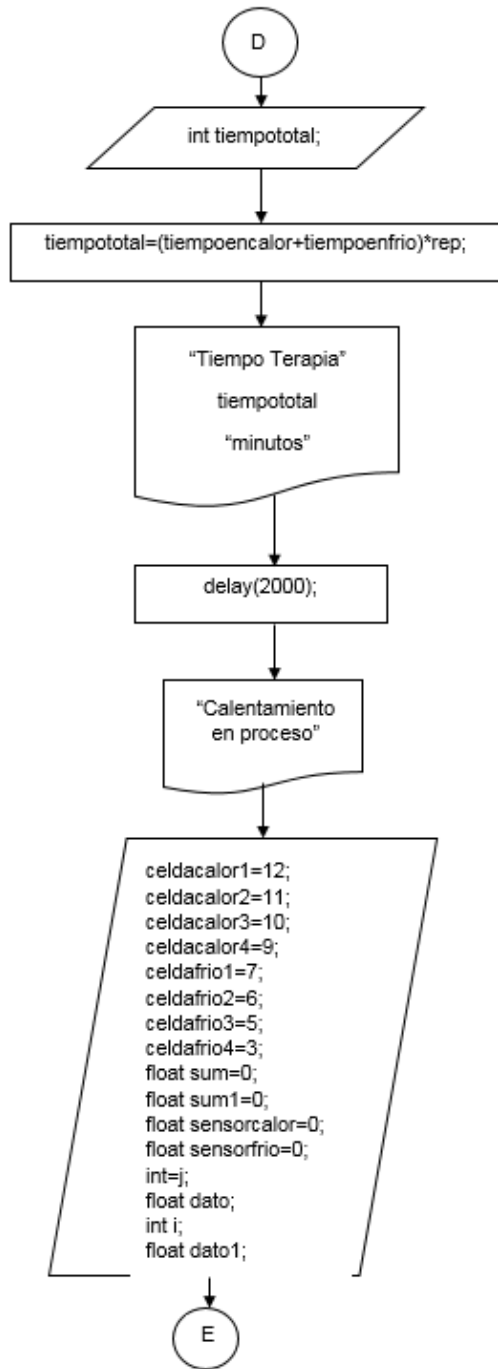 D
int tiempototal;
tiempototal=(tiempoencalor+tiempoenfrio)*rep;
“Tiempo Terapia”
tiempototal
“minutos”
delay(2000);
“Calentamiento
en proceso”
celdacalor1=12;
celdacalor2=11;
celdacalor3=10;
celdacalor4=9;
celdafrio1=7;
celdafrio2=6;
celdafrio3=5;
celdafrio4=3;
float sum=0;
float sum1=0;
float sensorcalor=0;
float sensorfrio=0;
int=j;
float dato;
int i;
float dato1;
E